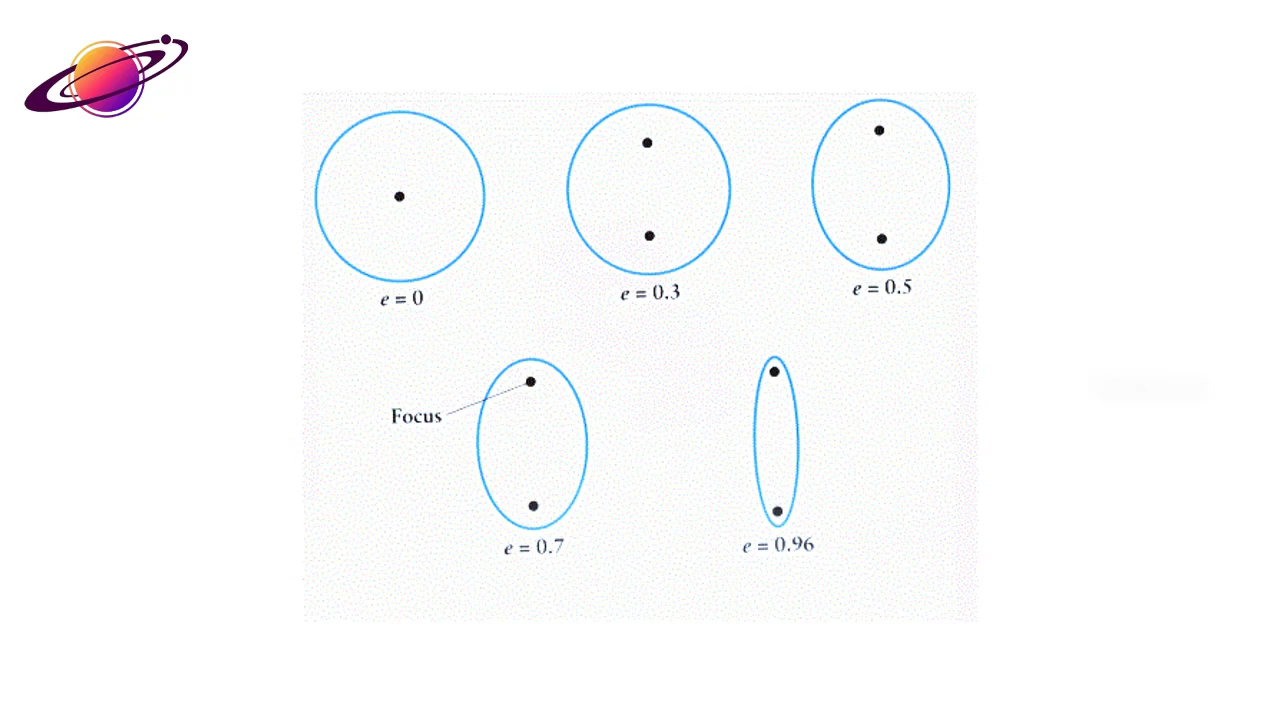 e = 0
e = 0.3
e = 0.5
Focus
e = 0.7
e = 0.96